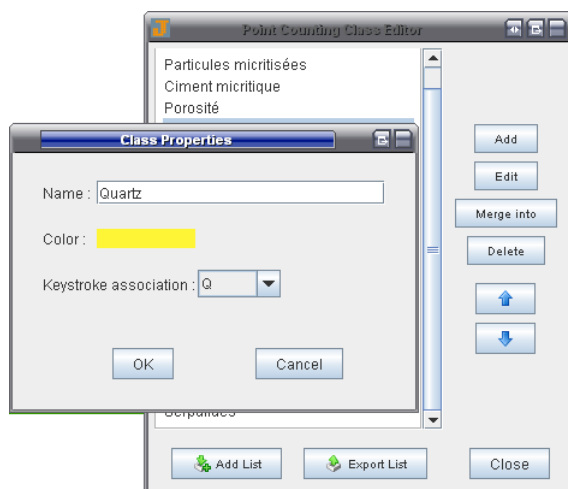 Point Counting Class Editor
Particules micritisées
Ciment micritique
Porosité
Class Properties
Name : Quartz
Color :
Keystroke association : Q
OK
Cancel
Add
Edit
Merge into
Delete
Add List
Export List
Close